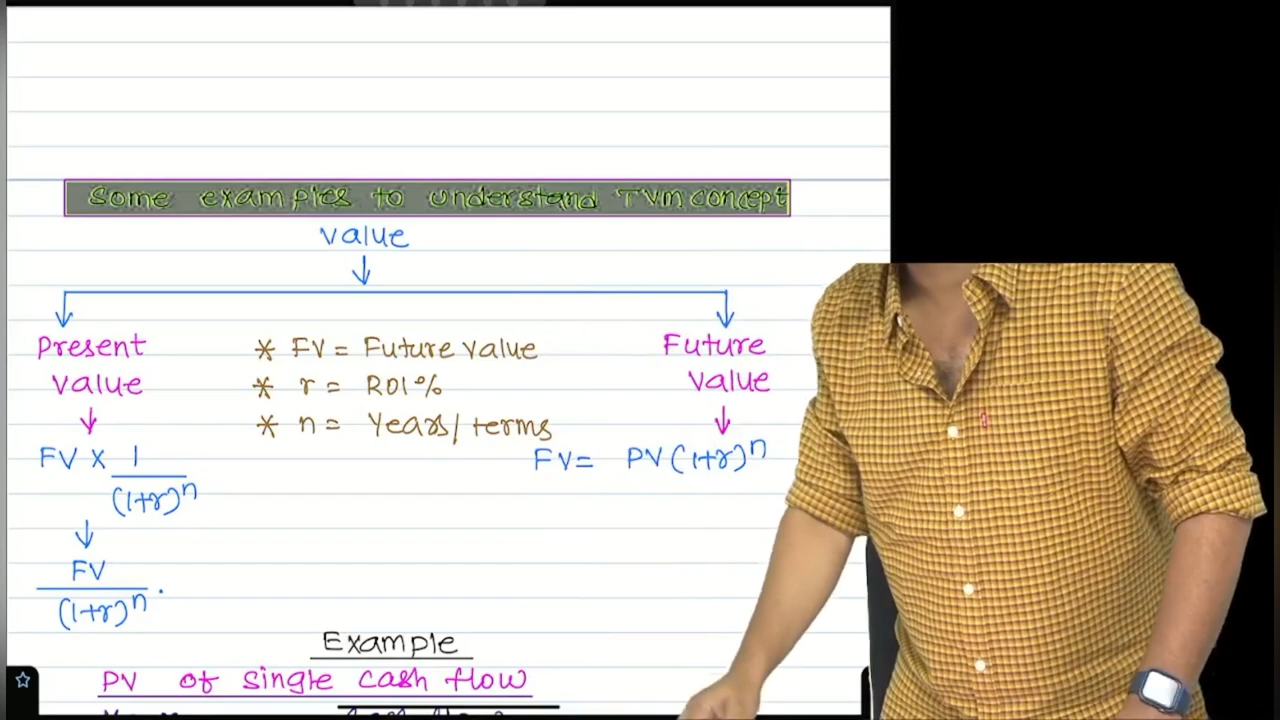 Some examples to understand TVM concept
Value
↓
Present
Value
↓
FV × 1/(1+r)^n
↓
FV/(1+r)^n .
* FV = Future Value
* r = ROI %
* n = Years/terms
Future
Value
↓
FV = PV(1+r)^n
Example
PV of single cash flow